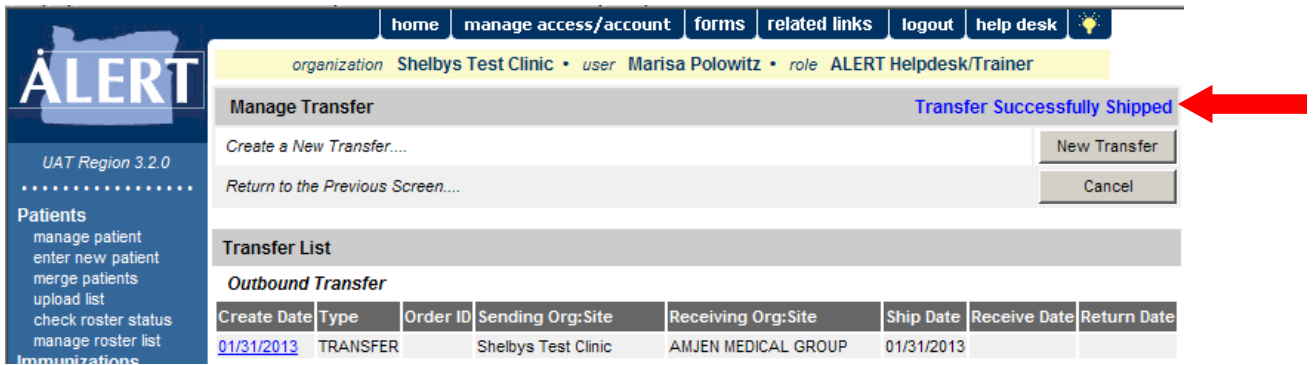 home manage access/account forms related links logout help desk
ALERT
organization Shelbys Test Clinic • user Marisa Polowitz • role ALERT Helpdesk/Trainer
Manage Transfer Transfer Successfully Shipped
Create a New Transfer.... New Transfer
Return to the Previous Screen.... Cancel
UAT Region 3.2.0
Patients
manage patient
enter new patient
merge patients
upload list
check roster status
manage roster list
Immunizations
Transfer List
Outbound Transfer
Create Date Type Order ID Sending Org:Site Receiving Org:Site Ship Date Receive Date Return Date
01/31/2013 TRANSFER Shelbys Test Clinic AMJEN MEDICAL GROUP 01/31/2013